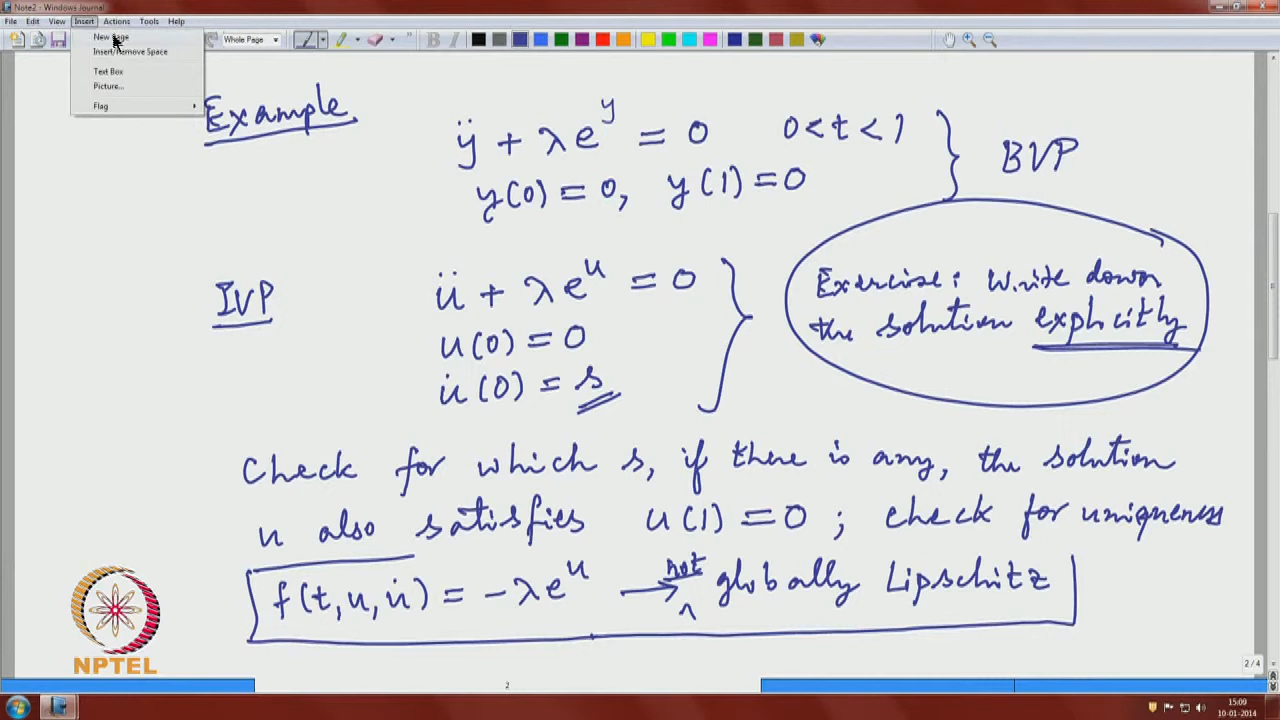 Note2 - Windows Journal
File Edit View Insert Actions Tools Help
New Page
Insert/Remove Space
Text Box
Picture...
Flag
Whole Page
B I
Example
ÿ + λe^y = 0 0 < t < 1
y(0) = 0, y(1) = 0
BVP
IVP
ü + λe^u = 0
u(0) = 0
u̇(0) = s
Exercise: Write down
the solution explicitly
Check for which s, if there is any, the solution
u also satisfies u(1) = 0 ; check for uniqueness
f(t, u, u̇) = -λe^u → not globally Lipschitz
NPTEL
2 / 4
2
15:09
10-01-2014